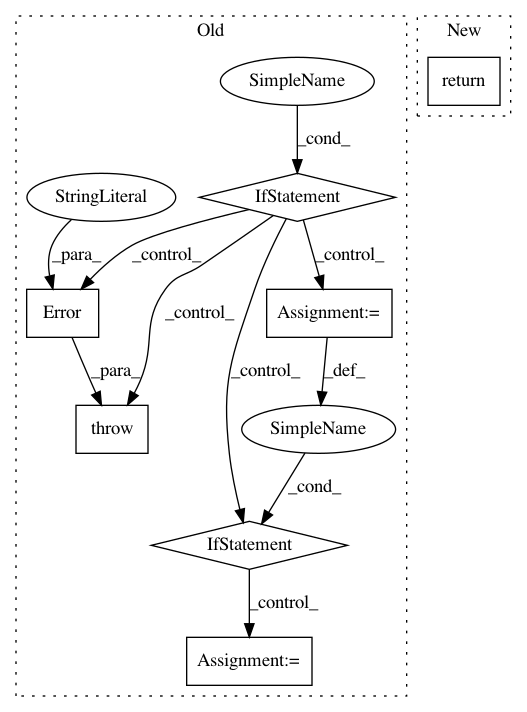 Old
New
SimpleName
return
_cond_
StringLiteral
IfStatement
_para_
_control_
_control_
Error
_control_
Assignment:=
_para_
_control_
_def_
throw
SimpleName
_cond_
IfStatement
_control_
Assignment:=